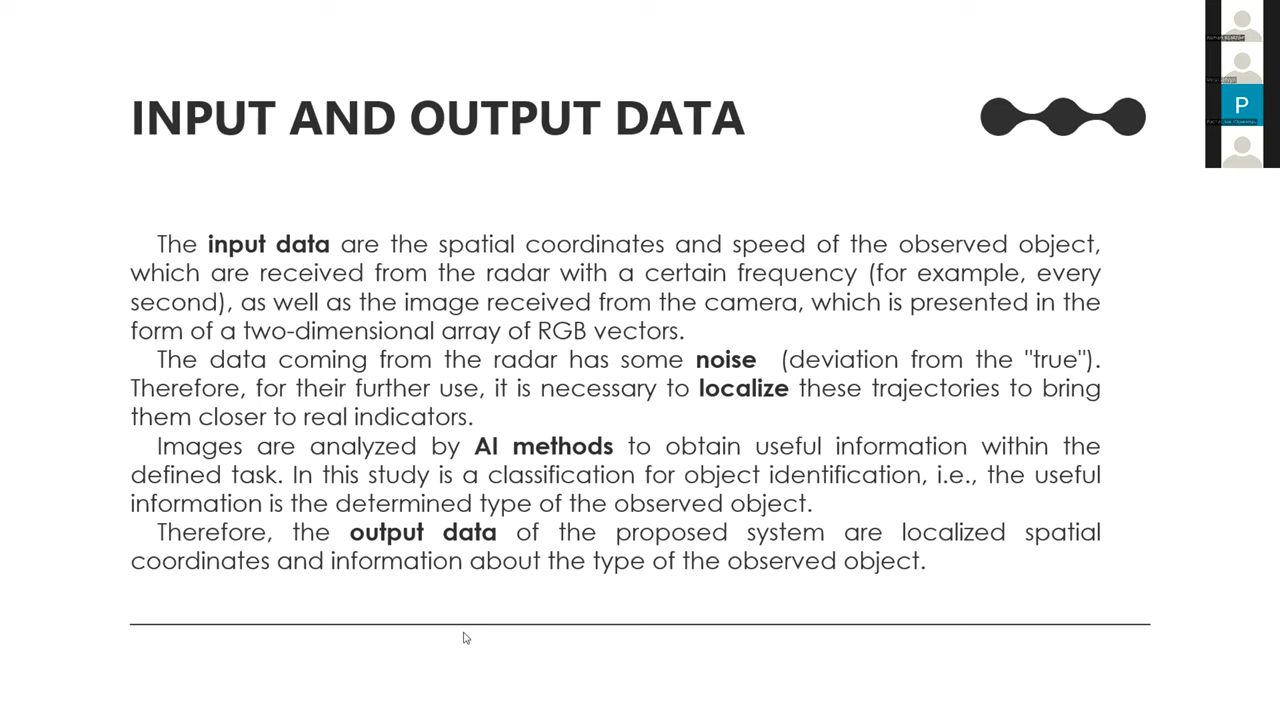 INPUT AND OUTPUT DATA
P
The input data are the spatial coordinates and speed of the observed object,
which are received from the radar with a certain frequency (for example, every
second), as well as the image received from the camera, which is presented in the
form of a two-dimensional array of RGB vectors.
The data coming from the radar has some noise (deviation from the "true").
Therefore, for their further use, it is necessary to localize these trajectories to bring
them closer to real indicators.
Images are analyzed by AI methods to obtain useful information within the
defined task. In this study is a classification for object identification, i.e., the useful
information is the determined type of the observed object.
Therefore, the output data of the proposed system are localized spatial
coordinates and information about the type of the observed object.